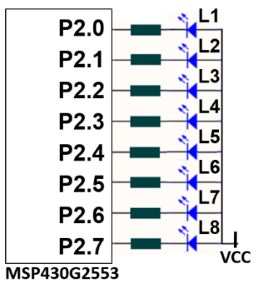 P2.0 L1
P2.1 L2
P2.2 L3
P2.3 L4
P2.4 L5
P2.5 L6
P2.6 L7
P2.7 L8
VCC
MSP430G2553